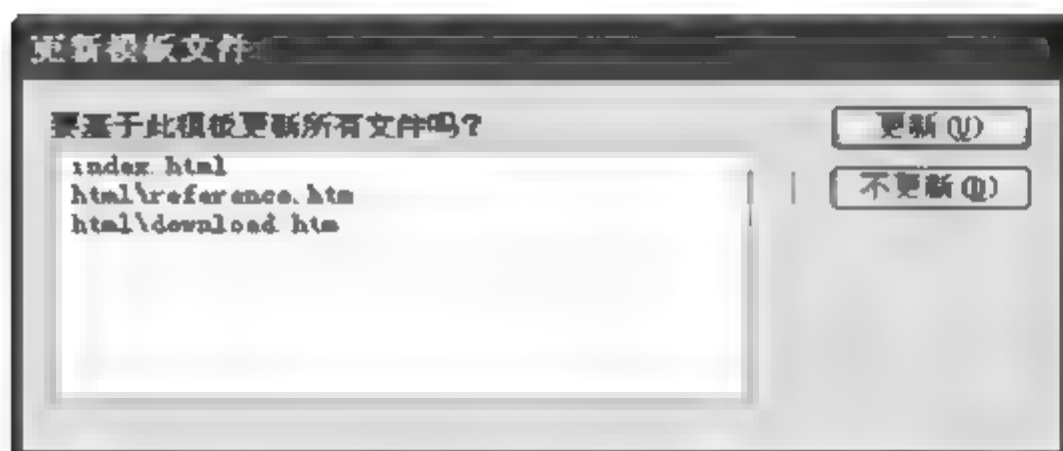 更新模板文件
要基于此模板更新所有文件吗?
index.html
html\reference.htm
html\download.htm
更新(U)
不更新(D)